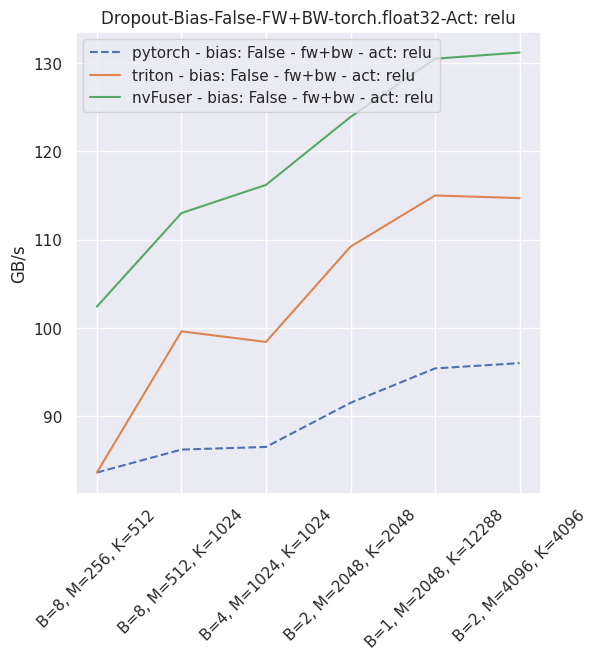 Dropout-Bias-False-FW+BW-torch.float32-Act: relu
pytorch - bias: False - fw+bw - act: relu
triton - bias: False - fw+bw - act: relu
nvFuser - bias: False - fw+bw - act: relu
GB/s
130
120
110
100
90
B=8, M=256, K=512
B=8, M=512, K=1024
B=4, M=1024, K=1024
B=2, M=2048, K=2048
B=1, M=2048, K=12288
B=2, M=4096, K=4096